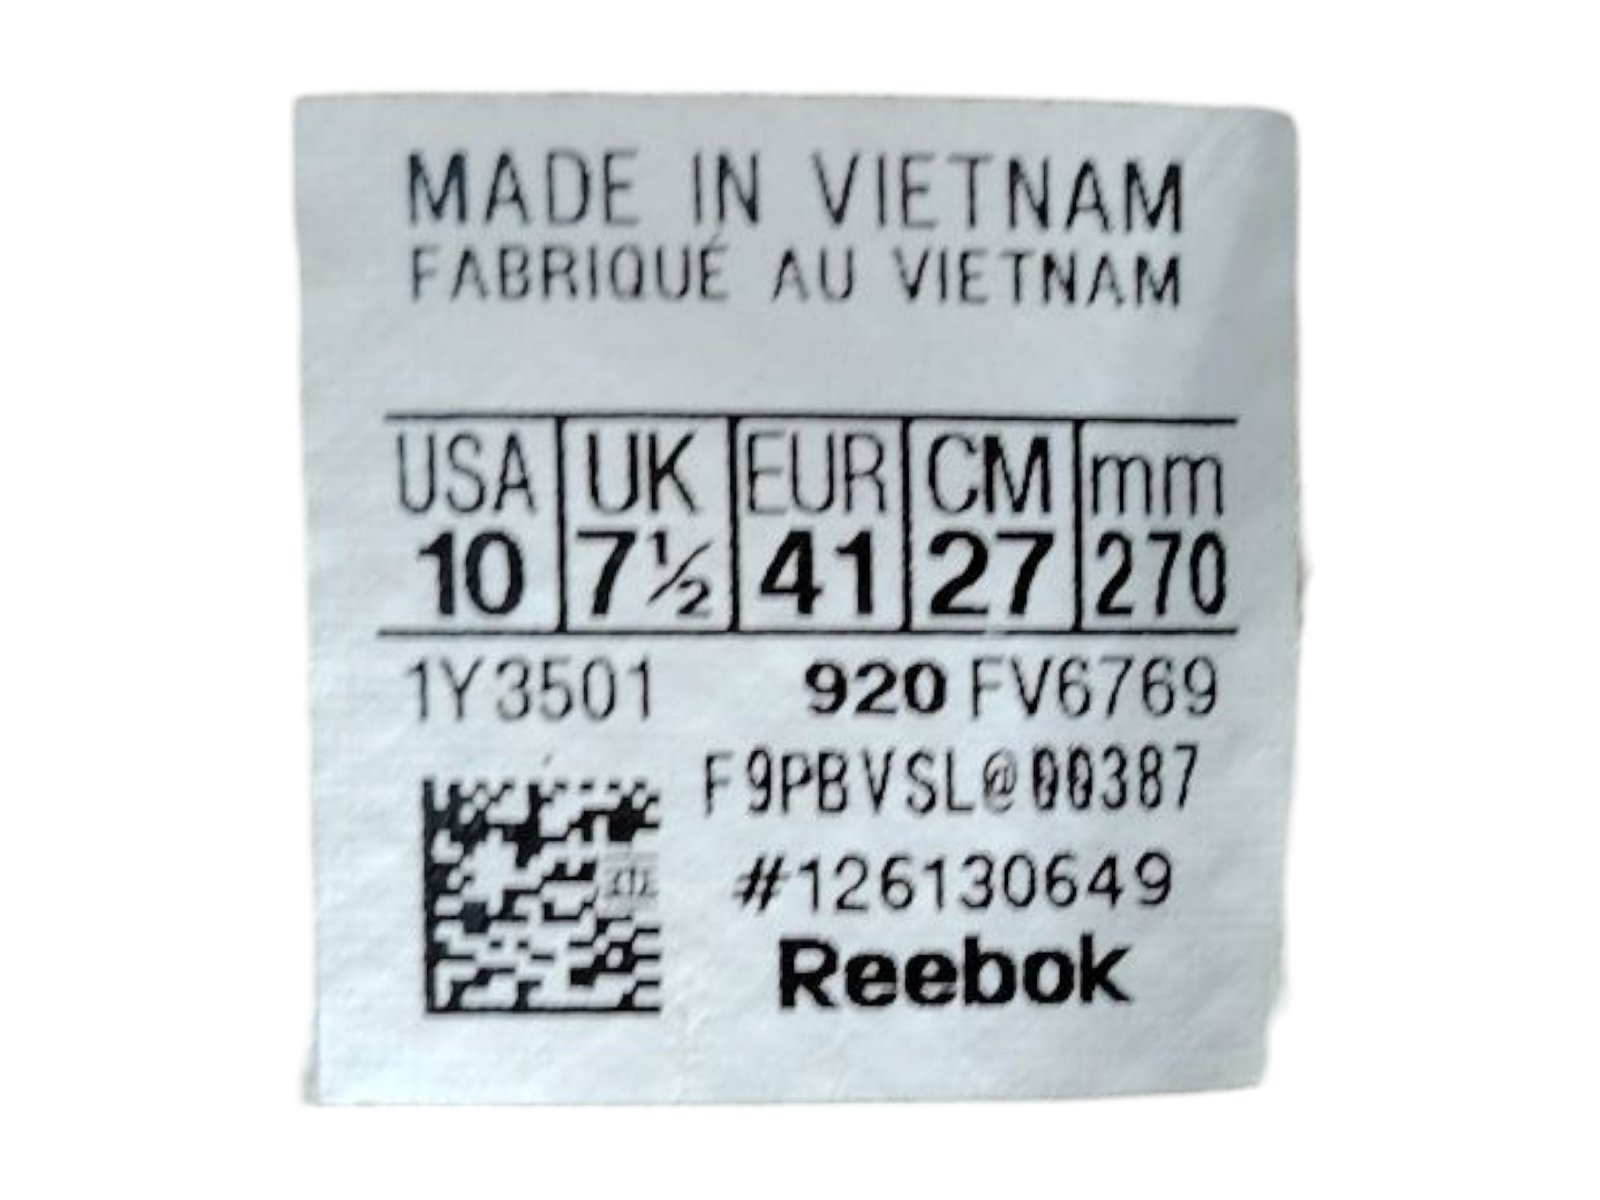 MADE IN VIETNAM
FABRIQUÉ AU VIETNAM
USA UK EUR CM mm
10 7½ 41 27 270
1Y3501 920 FV6769
F9PBVSL@00387
#126130649
Reebok